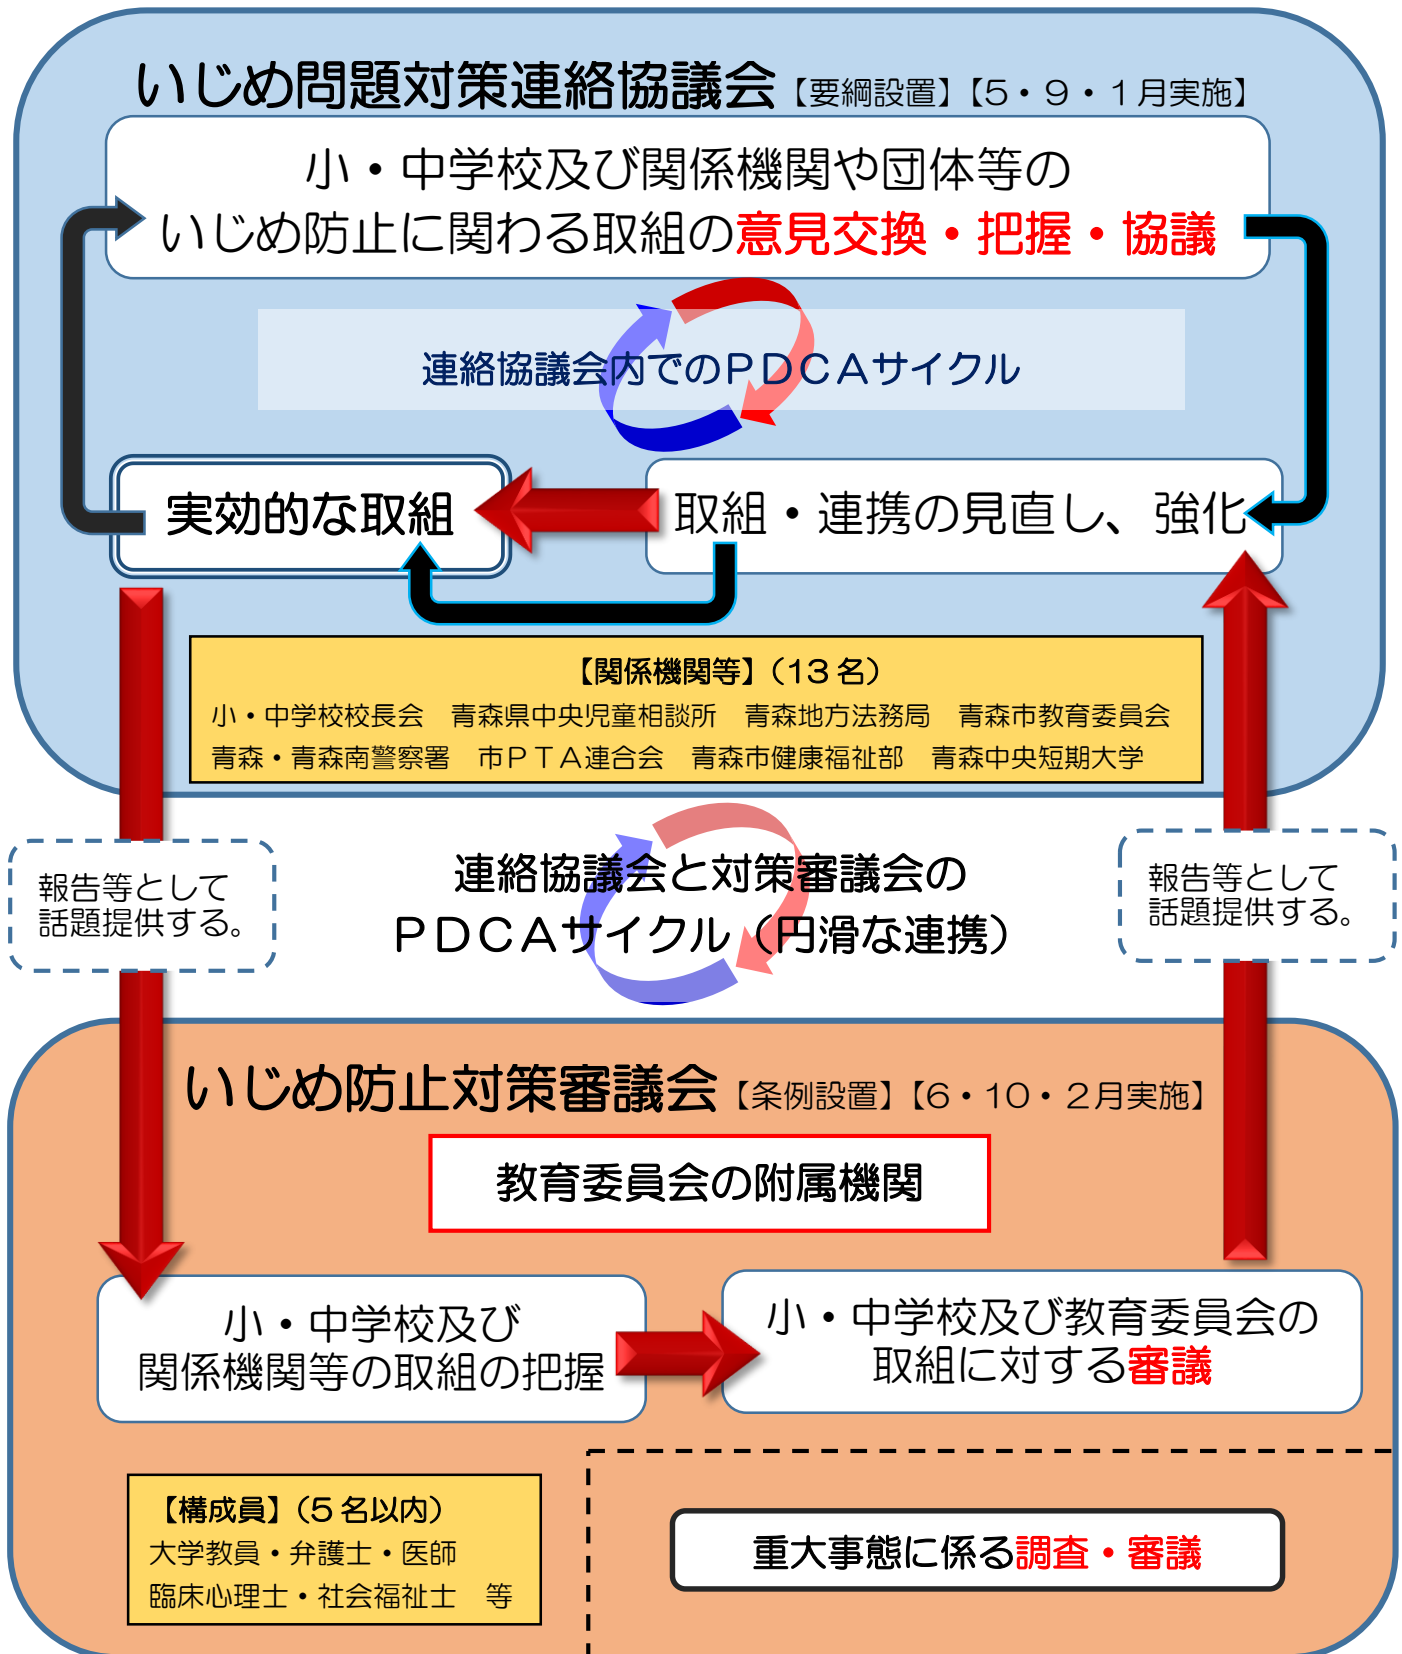 いじめ問題対策連絡協議会【要綱設置】【５・９・１月実施】
小・中学校及び関係機関や団体等の
いじめ防止に関わる取組の意見交換・把握・協議
連絡協議会内でのＰＤＣＡサイクル
実効的な取組
取組・連携の見直し、強化
【関係機関等】（１３名）
小・中学校校長会　青森県中央児童相談所　青森地方法務局　青森市教育委員会
青森・青森南警察署　市ＰＴＡ連合会　青森市健康福祉部　青森中央短期大学
報告等として
話題提供する。
連絡協議会と対策審議会の
ＰＤＣＡサイクル（円滑な連携）
報告等として
話題提供する。
いじめ防止対策審議会【条例設置】【６・１０・２月実施】
教育委員会の附属機関
小・中学校及び
関係機関等の取組の把握
小・中学校及び教育委員会の
取組に対する審議
【構成員】（５名以内）
大学教員・弁護士・医師
臨床心理士・社会福祉士　等
重大事態に係る調査・審議